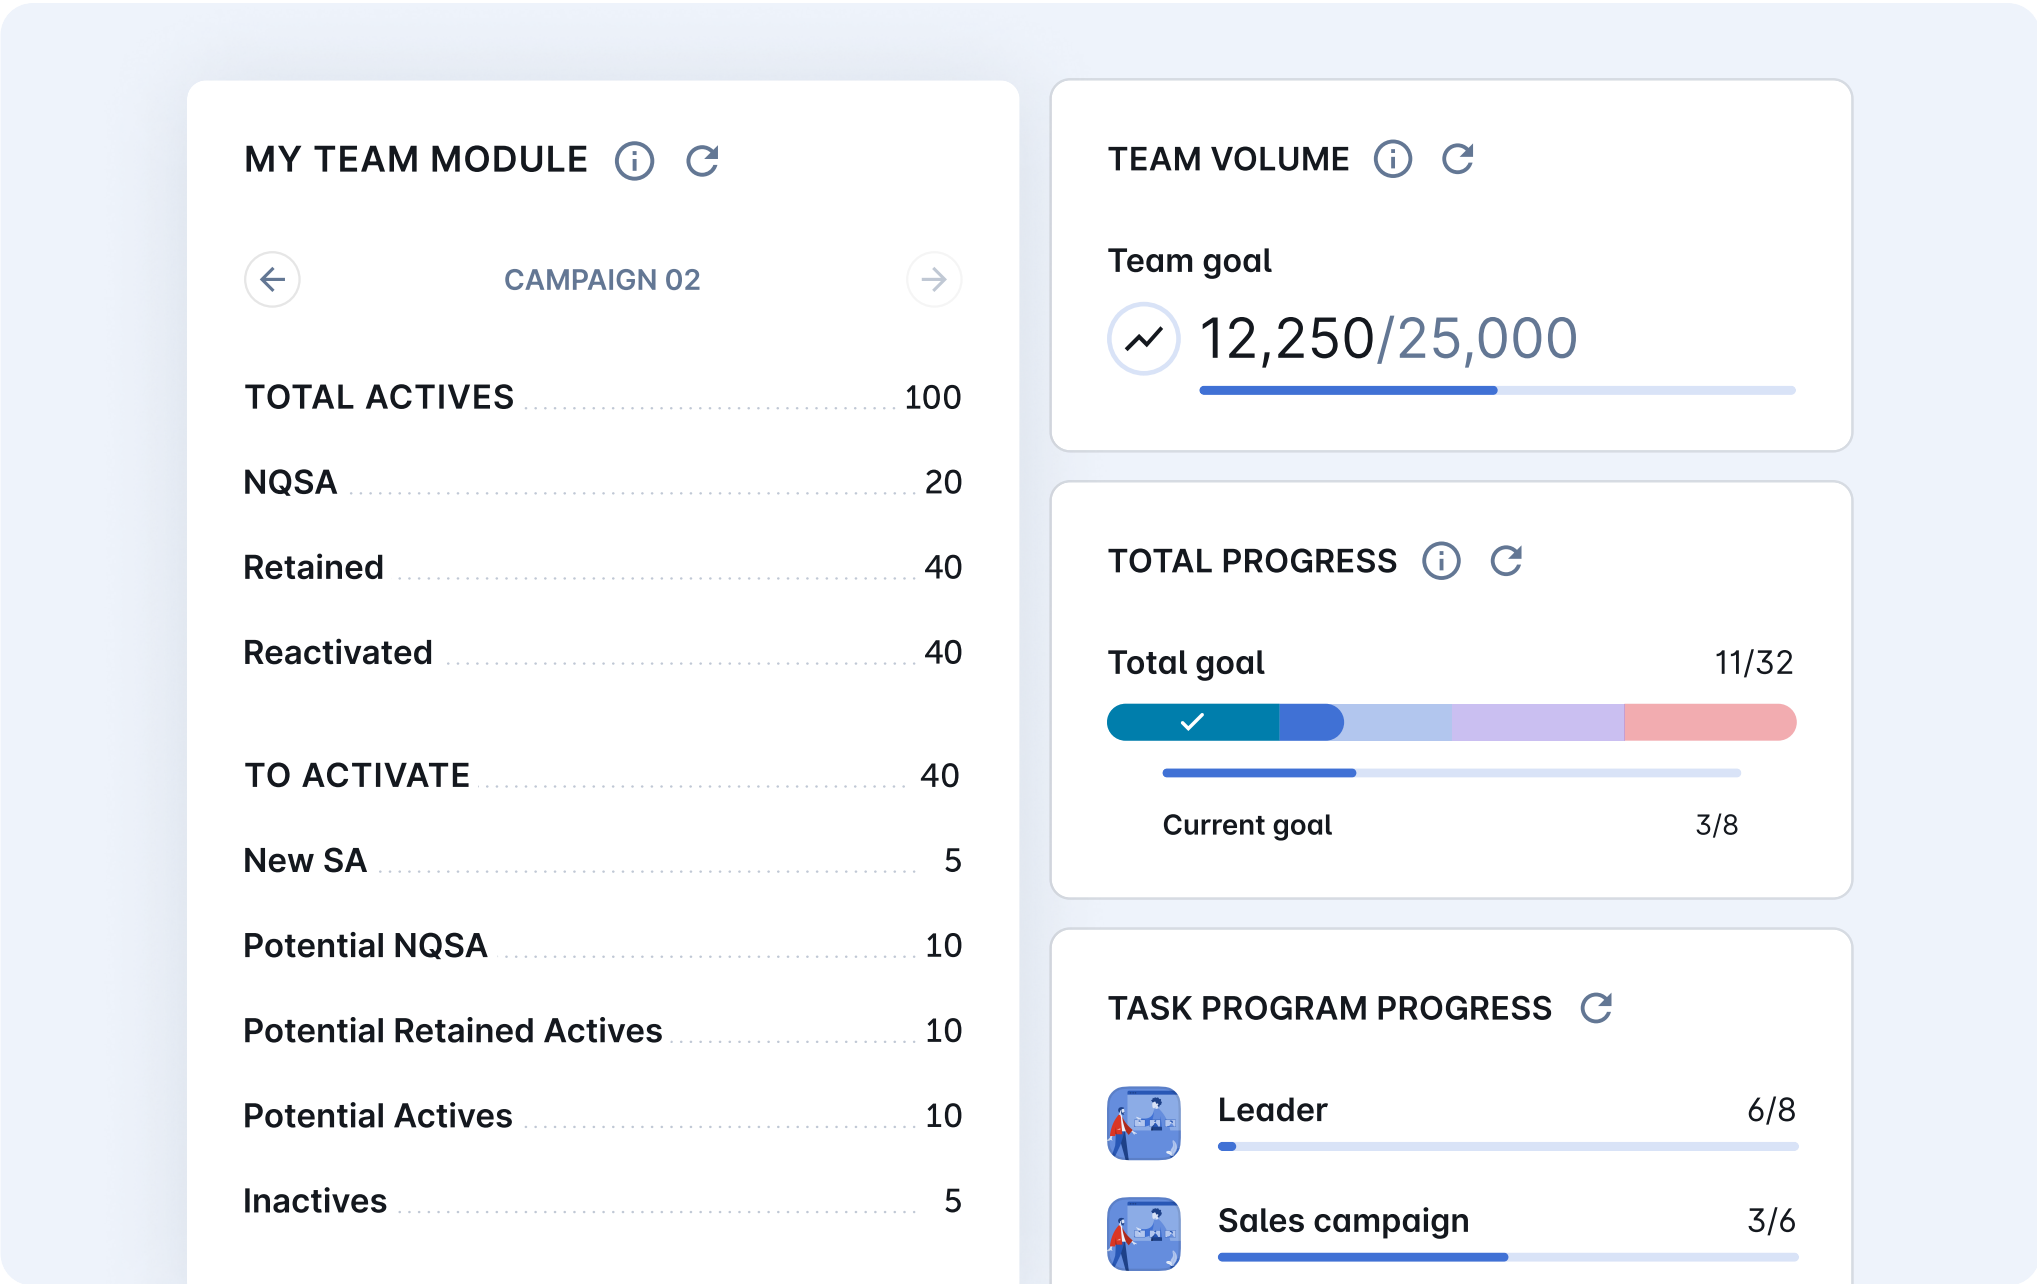 MY TEAM MODULE
CAMPAIGN 02
TOTAL ACTIVES 100
NQSA 20
Retained 40
Reactivated 40
TO ACTIVATE 40
New SA 5
Potential NQSA 10
Potential Retained Actives 10
Potential Actives 10
Inactives 5
TEAM VOLUME
Team goal
12,250/25,000
TOTAL PROGRESS
Total goal 11/32
Current goal 3/8
TASK PROGRAM PROGRESS
Leader 6/8
Sales campaign 3/6